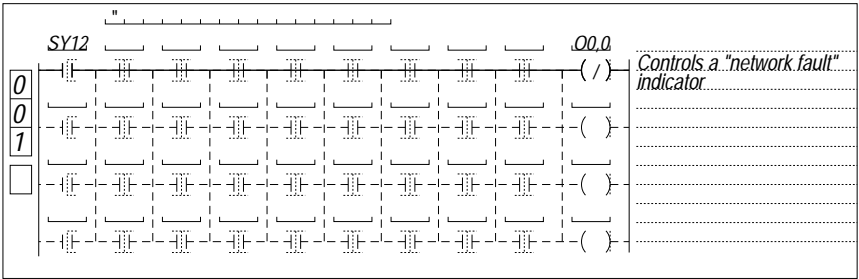 "
SY12 O0,0
Controls a "network fault"
indicator
0
0
1